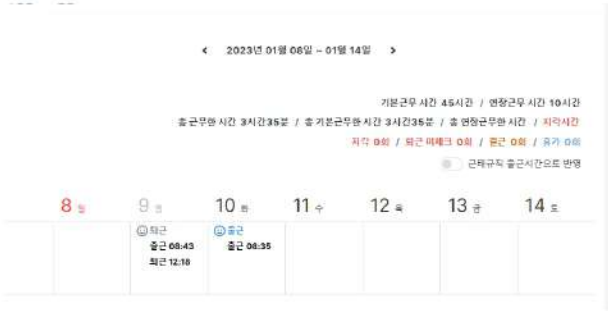 < 2023년 01월 08일 ~ 01월 14일 >
기본근무 시간 45시간 / 연장근무 시간 10시간
총 근무한 시간 3시간35분 / 총 기본근무한 시간 3시간35분 / 총 연장근무한 시간 / 지각시간
지각 0회 / 퇴근 미체크 0회 / 결근 0회 / 휴가 0회
근태규칙 출근시간으로 반영
8 일 9 월 10 화 11 수 12 목 13 금 14 토
퇴근 출근
출근 08:43 출근 08:35
퇴근 12:18